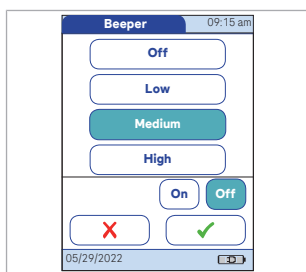 Beeper 09:15 am
Off
Low
Medium
High
On Off
05/29/2022